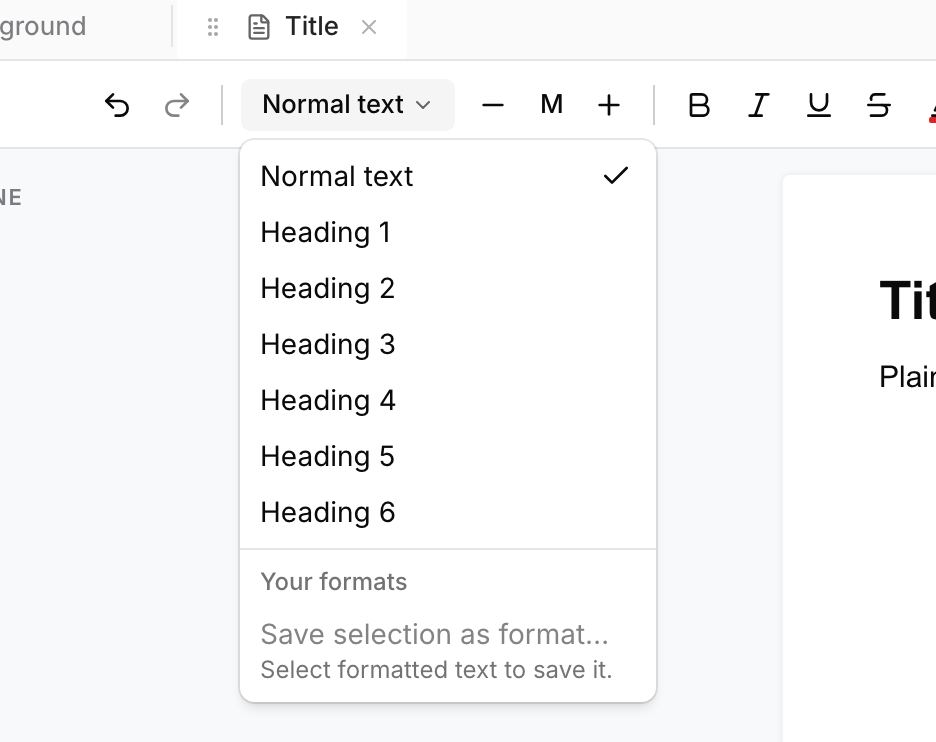 ground
Title
Normal text
M
B I U S
NE
Normal text
Heading 1
Heading 2
Heading 3
Heading 4
Heading 5
Heading 6
Your formats
Save selection as format...
Select formatted text to save it.
Tit
Plain